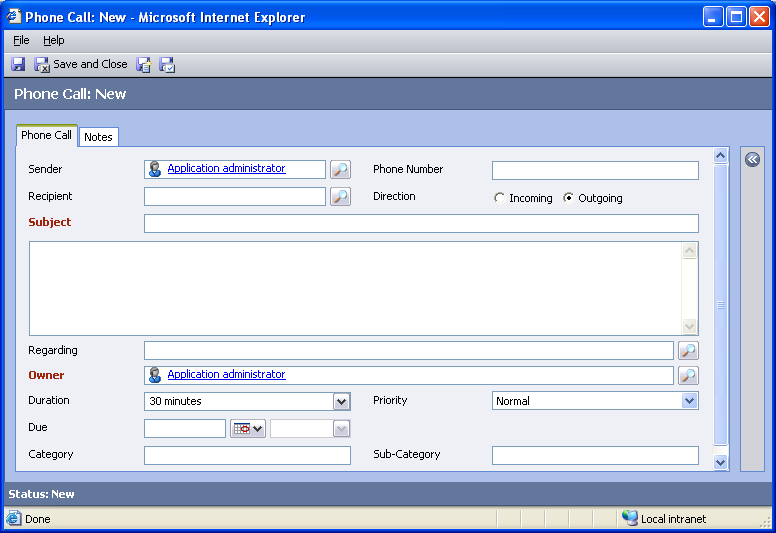 Phone Call: New - Microsoft Internet Explorer
File Help
Save and Close
Phone Call: New
Phone Call Notes
Sender Application administrator Phone Number
Recipient Direction Incoming Outgoing
Subject
Regarding
Owner Application administrator
Duration 30 minutes Priority Normal
Due
Category Sub-Category
Status: New
Done Local intranet